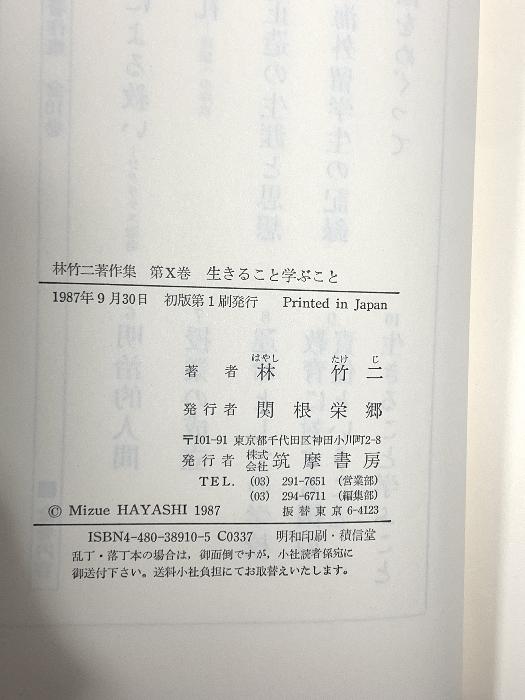 林竹二著作集　第X巻　生きること学ぶこと
1987年9月30日　初版第1刷発行　Printed in Japan
はやし　たけ　じ
著　者　林　竹　二
発行者　関根栄郷
〒101-91 東京都千代田区神田小川町2-8
発行者　株式会社　筑摩書房
TEL. (03) 291-7651 (営業部)
(03) 294-6711 (編集部)
振替東京 6-4123
© Mizue HAYASHI 1987
ISBN4-480-38910-5 C0337　明和印刷・積信堂
乱丁・落丁本の場合は，御面倒ですが，小社読者係宛に
御送付下さい。送料小社負担にてお取替えいたします。